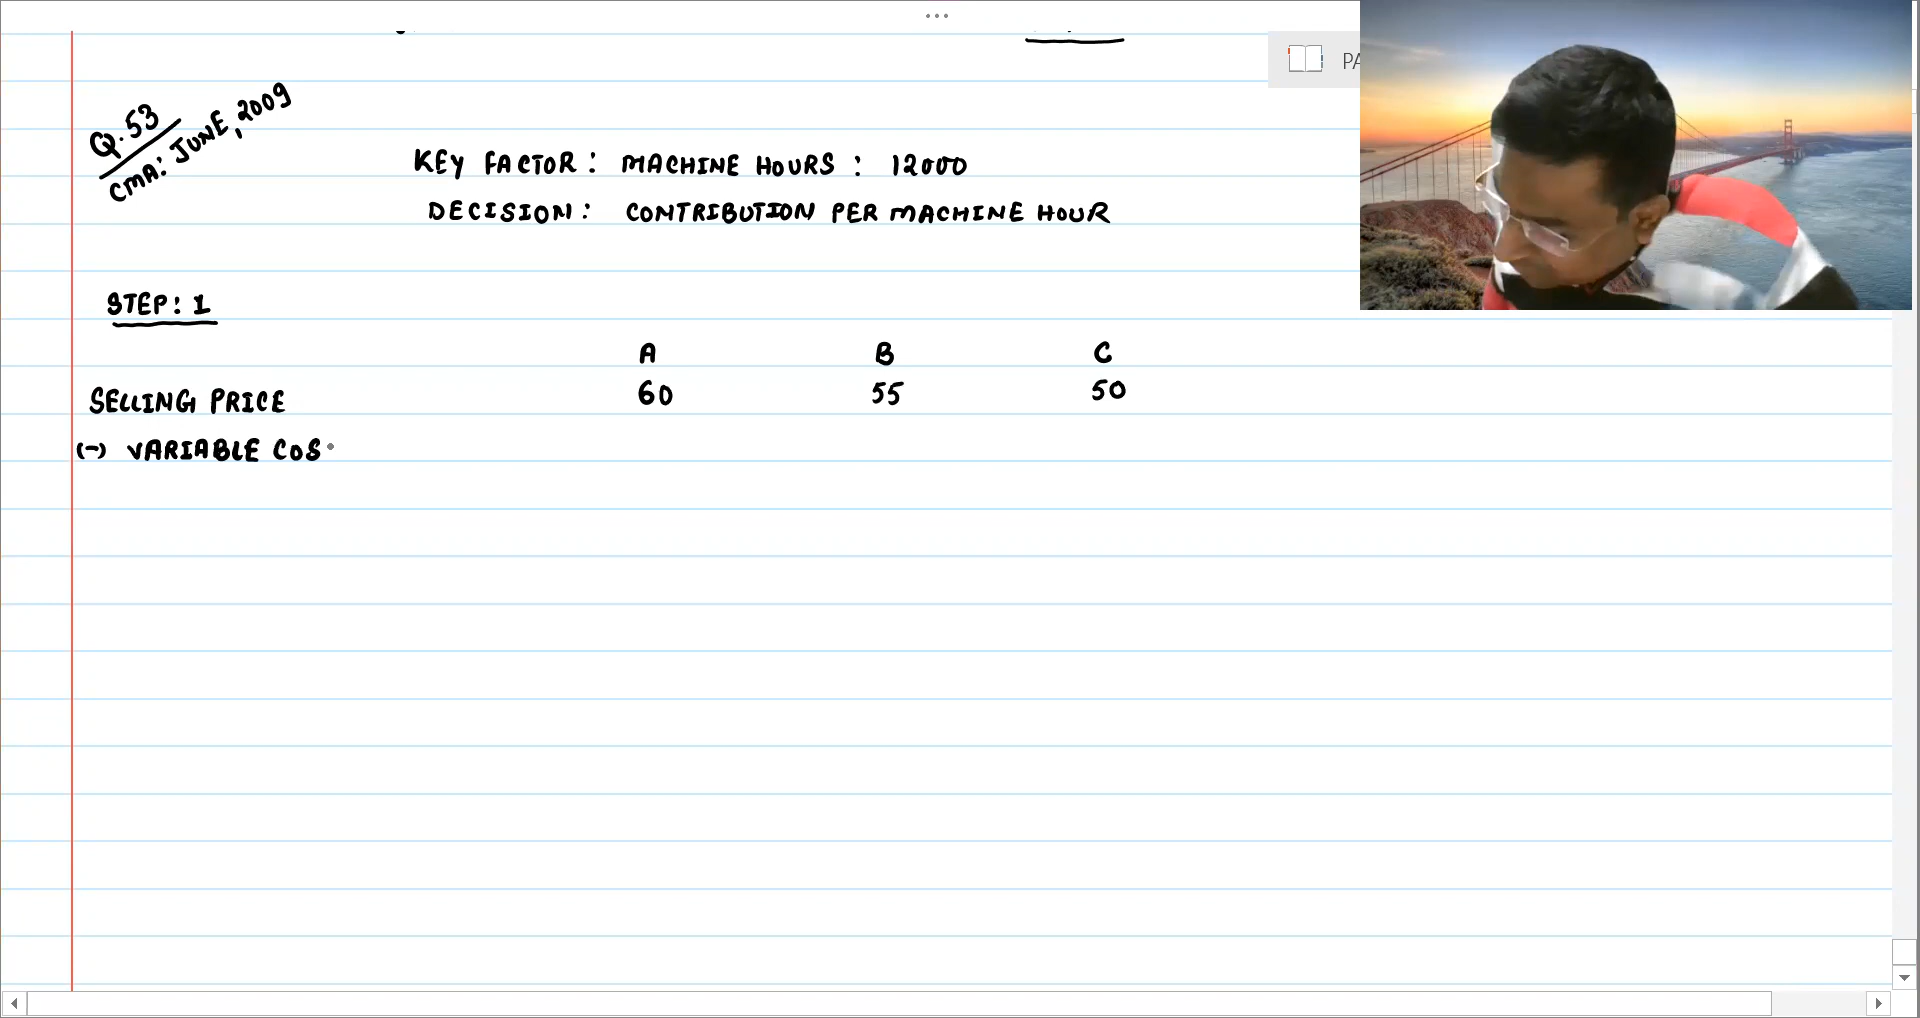 Q.53
CMA: JUNE, 2009
KEY FACTOR: MACHINE HOURS: 12000
DECISION: CONTRIBUTION PER MACHINE HOUR
STEP: 1
A B C
SELLING PRICE 60 55 50
(-) VARIABLE COS